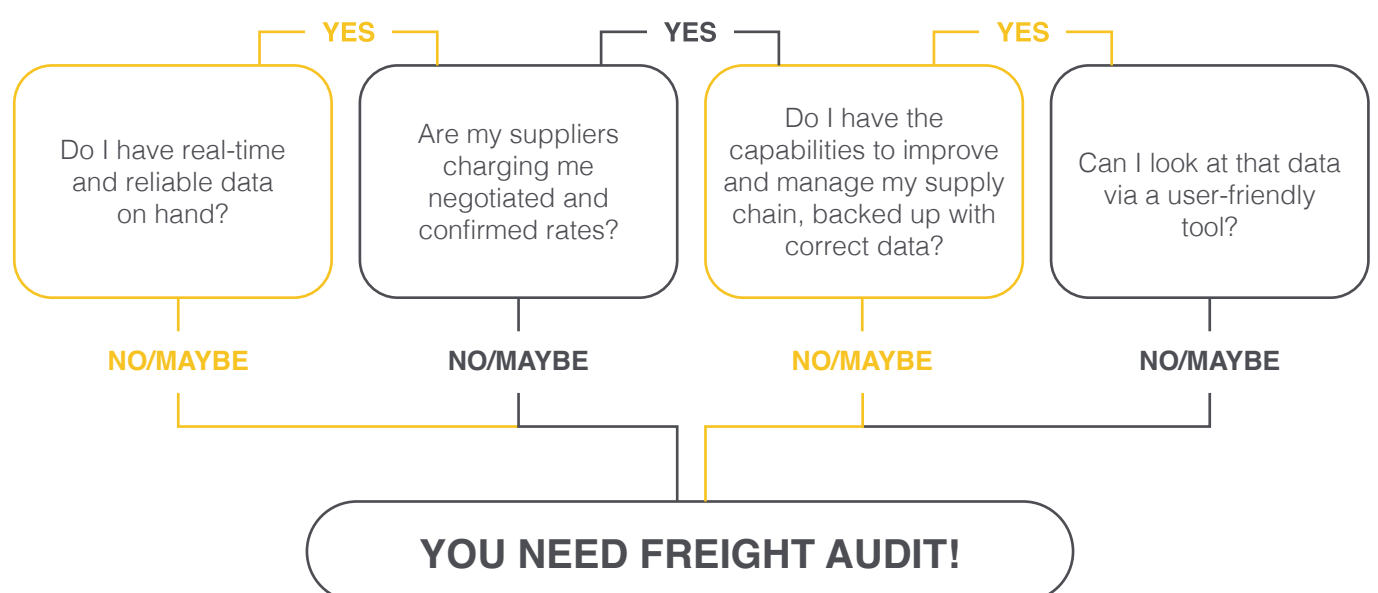 YES
YES
YES
Do I have real-time
and reliable data
on hand?
Are my suppliers
charging me
negotiated and
confirmed rates?
Do I have the
capabilities to improve
and manage my supply
chain, backed up with
correct data?
Can I look at that data
via a user-friendly
tool?
NO/MAYBE
NO/MAYBE
NO/MAYBE
NO/MAYBE
YOU NEED FREIGHT AUDIT!